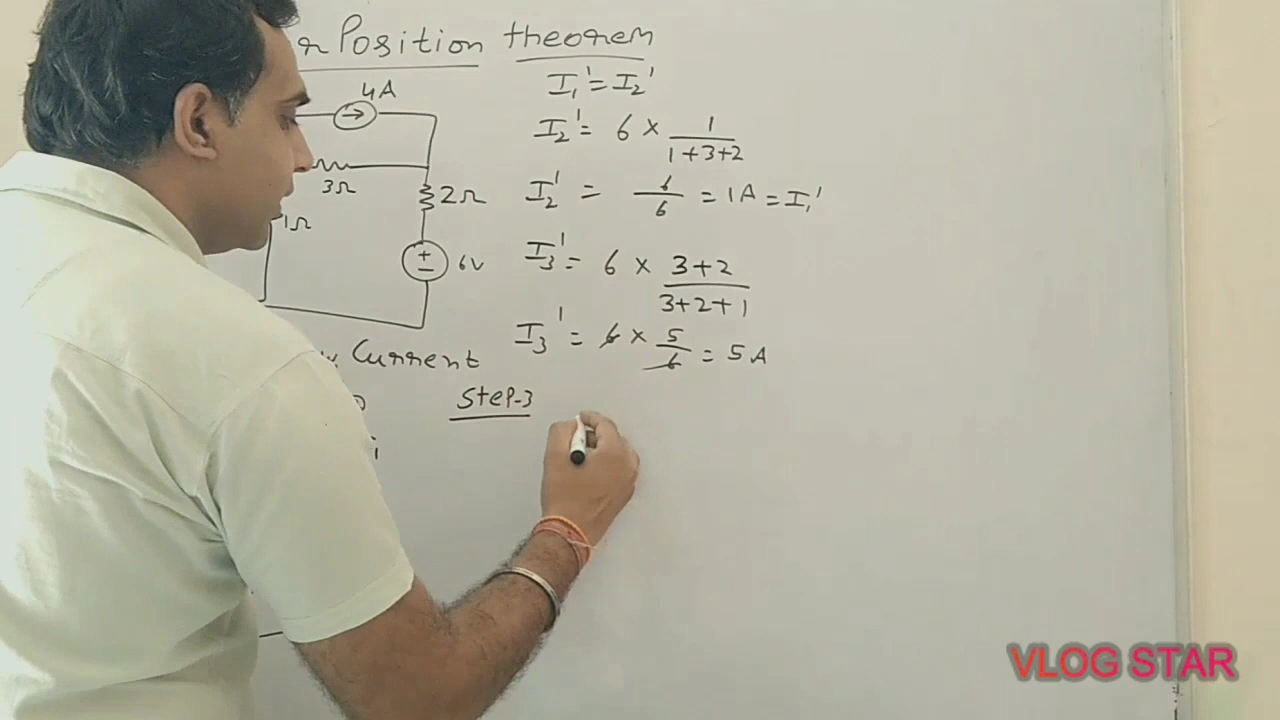 Position theorem
4A
3Ω
2Ω
1Ω
6V
Current
I₁' = I₂'
I₂' = 6 × 1/(1+3+2)
I₂' = 6/6 = 1A = I₁'
I₃' = 6 × (3+2)/(3+2+1)
I₃' = 6 × 5/6 = 5A
SteP-3
VLOG STAR